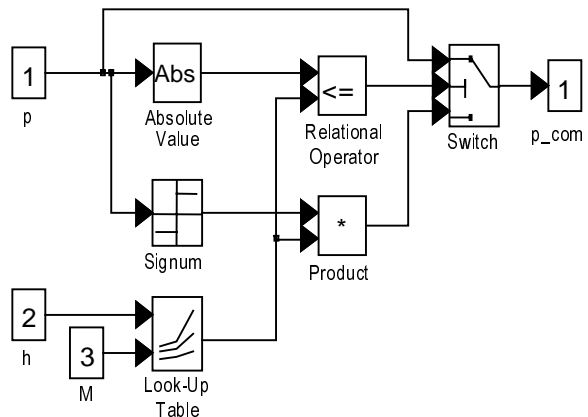 1
p
Abs
Absolute
Value
<=
Relational
Operator
Switch
1
p_com
Signum
*
Product
2
h
3
M
Look-Up
Table